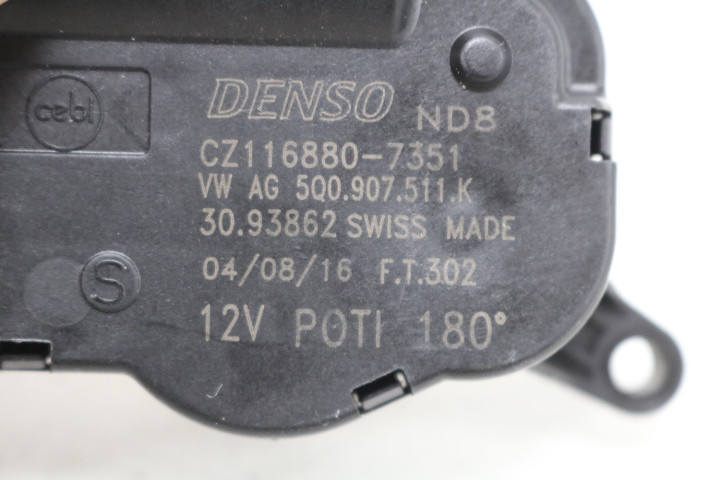 cebi
DENSO ND8
CZ116880-7351
VW AG 5Q0.907.511.K
30.93862 SWISS MADE
04/08/16 F.T.302
S
12V POTI 180°